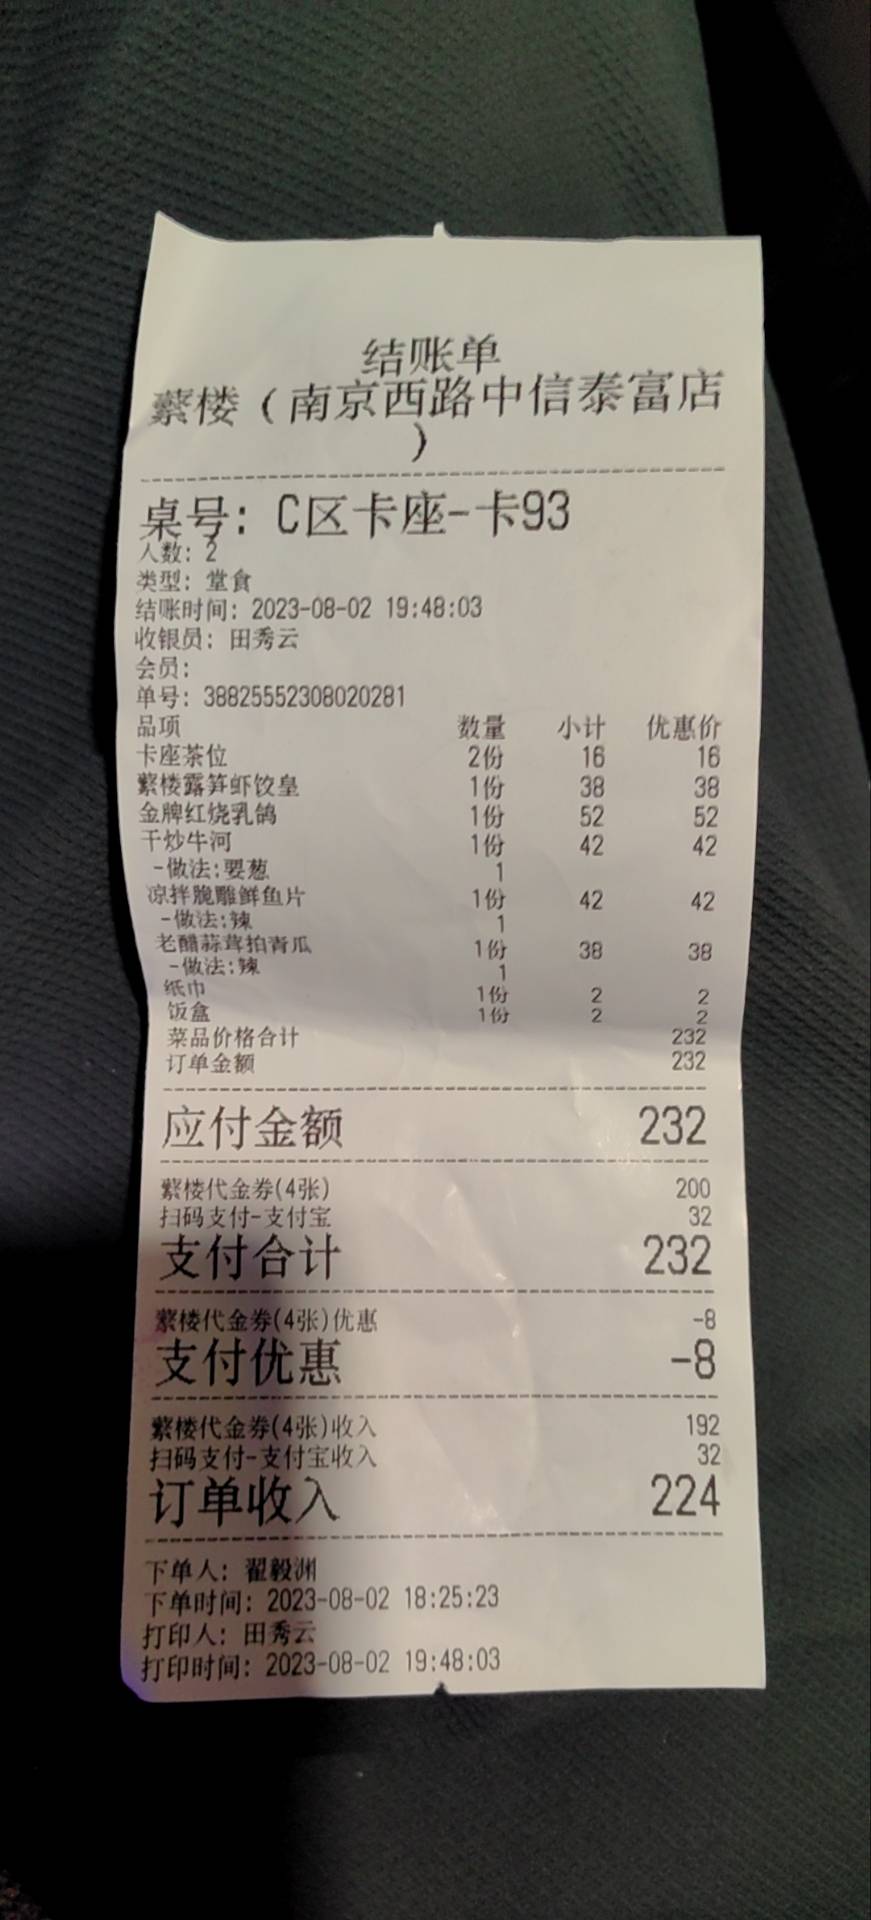 结账单
蘩楼（南京西路中信泰富店
）
桌号: C区卡座-卡93
人数: 2
类型: 堂食
结账时间: 2023-08-02 19:48:03
收银员: 田秀云
会员:
单号: 38825552308020281
品项 数量 小计 优惠价
卡座茶位 2份 16 16
蘩楼露笋虾饺皇 1份 38 38
金牌红烧乳鸽 1份 52 52
干炒牛河 1份 42 42
-做法:要葱 1
凉拌脆雕鲜鱼片 1份 42 42
-做法:辣 1
老醋蒜茸拍青瓜 1份 38 38
-做法:辣 1
纸巾 1份 2 2
饭盒 1份 2 2
菜品价格合计 232
订单金额 232
应付金额 232
蘩楼代金券(4张) 200
扫码支付-支付宝 32
支付合计 232
蘩楼代金券(4张)优惠 -8
支付优惠 -8
蘩楼代金券(4张)收入 192
扫码支付-支付宝收入 32
订单收入 224
下单人: 翟毅渊
下单时间: 2023-08-02 18:25:23
打印人: 田秀云
打印时间: 2023-08-02 19:48:03